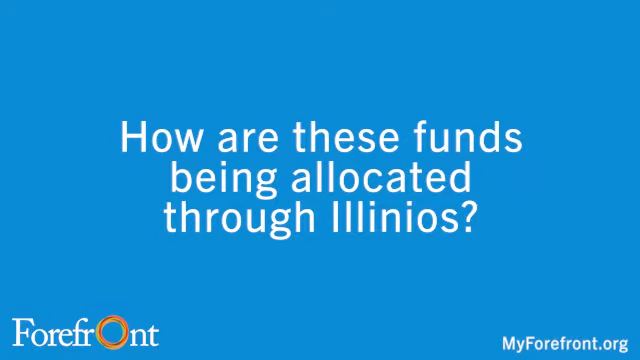 How are these funds
being allocated
through Illinios?
Forefront
MyForefront.org